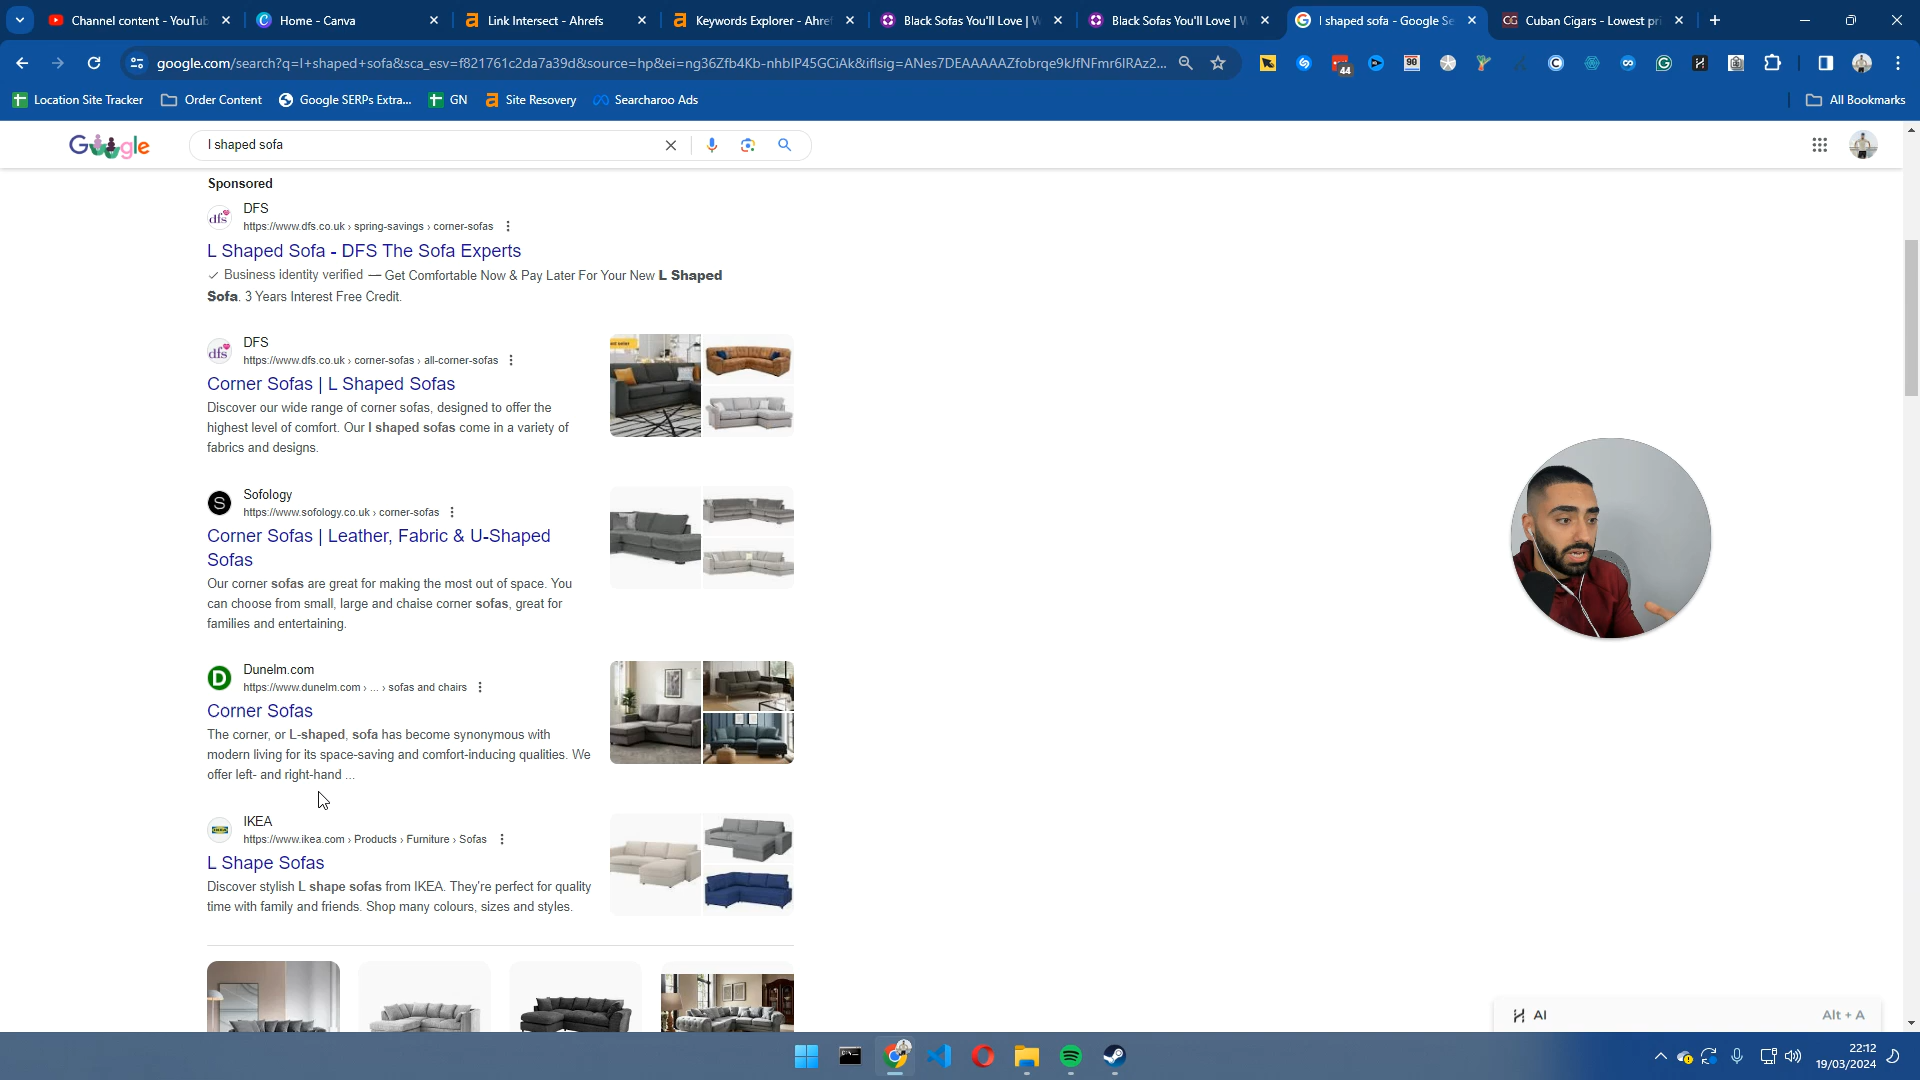 Channel content - YouTub
Home - Canva
Link Intersect - Ahrefs
Keywords Explorer - Ahre
Black Sofas You'll Love | W
Black Sofas You'll Love | W
l shaped sofa - Google Se
CG Cuban Cigars - Lowest pri
google.com/search?q=l+shaped+sofa&sca_esv=f821761c2da7a39d&source=hp&ei=ng36Zfb4Kb-nhbIP45GCiAk&iflsig=ANes7DEAAAAAZfobrqe9kJfNFmr6lRAz2...
44
90
Location Site Tracker
Order Content
Google SERPs Extra...
GN
Site Recovery
Searcharoo Ads
All Bookmarks
Google
l shaped sofa
Sponsored
dfs
DFS
https://www.dfs.co.uk › spring-savings › corner-sofas
L Shaped Sofa - DFS The Sofa Experts
Business identity verified — Get Comfortable Now & Pay Later For Your New L Shaped
Sofa. 3 Years Interest Free Credit.
dfs
DFS
https://www.dfs.co.uk › corner-sofas › all-corner-sofas
Corner Sofas | L Shaped Sofas
Discover our wide range of corner sofas, designed to offer the
highest level of comfort. Our l shaped sofas come in a variety of
fabrics and designs.
S
Sofology
https://www.sofology.co.uk › corner-sofas
Corner Sofas | Leather, Fabric & U-Shaped
Sofas
Our corner sofas are great for making the most out of space. You
can choose from small, large and chaise corner sofas, great for
families and entertaining.
D
Dunelm.com
https://www.dunelm.com › ... › sofas and chairs
Corner Sofas
The corner, or L-shaped, sofa has become synonymous with
modern living for its space-saving and comfort-inducing qualities. We
offer left- and right-hand ...
IKEA
IKEA
https://www.ikea.com › Products › Furniture › Sofas
L Shape Sofas
Discover stylish L shape sofas from IKEA. They're perfect for quality
time with family and friends. Shop many colours, sizes and styles.
AI
Alt + A
22:12
19/03/2024